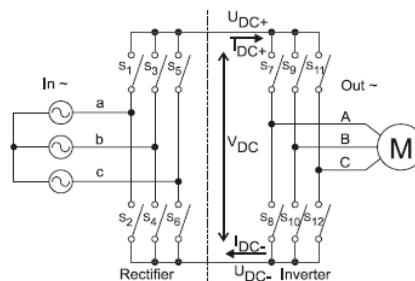 U_DC+
I_DC+
S1 S3 S5 S7 S9 S11
In ~ Out ~
a A
b V_DC B M
c C
S2 S4 S6 S8 S10 S12
I_DC-
Rectifier U_DC- Inverter